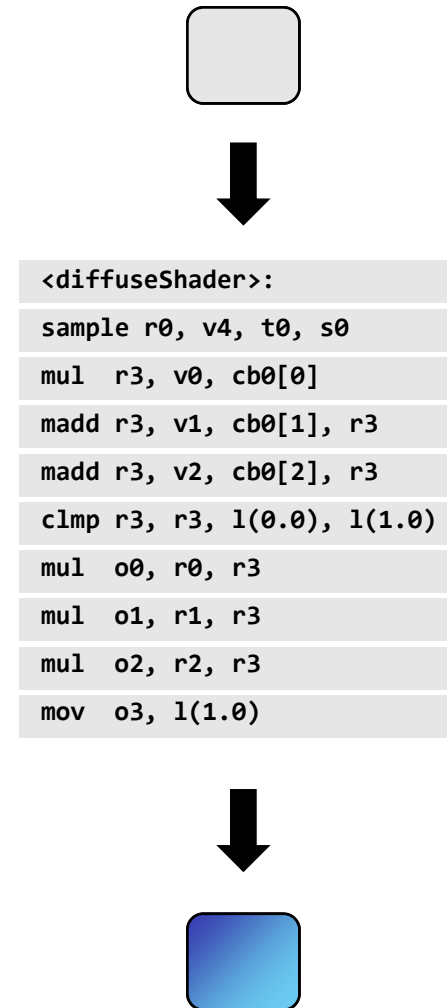 <diffuseShader>:
sample r0, v4, t0, s0
mul r3, v0, cb0[0]
madd r3, v1, cb0[1], r3
madd r3, v2, cb0[2], r3
clmp r3, r3, l(0.0), l(1.0)
mul o0, r0, r3
mul o1, r1, r3
mul o2, r2, r3
mov o3, l(1.0)